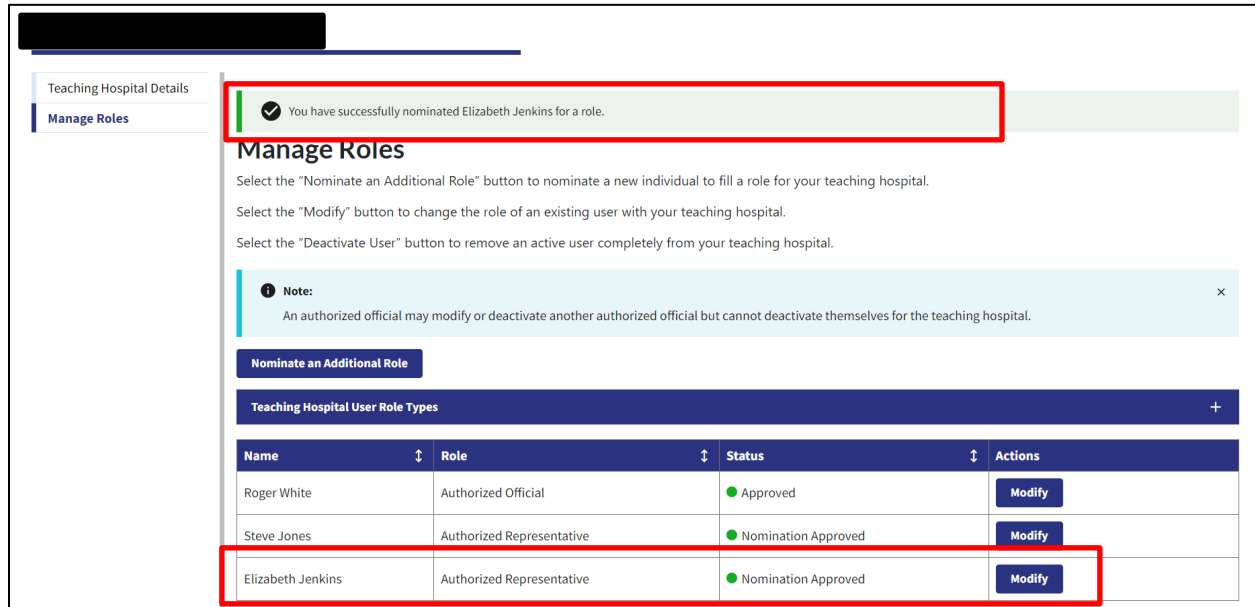 Teaching Hospital Details
Manage Roles
You have successfully nominated Elizabeth Jenkins for a role.
Manage Roles
Select the "Nominate an Additional Role" button to nominate a new individual to fill a role for your teaching hospital.
Select the "Modify" button to change the role of an existing user with your teaching hospital.
Select the "Deactivate User" button to remove an active user completely from your teaching hospital.
Note:
An authorized official may modify or deactivate another authorized official but cannot deactivate themselves for the teaching hospital.
Nominate an Additional Role
Teaching Hospital User Role Types
Name Role Status Actions
Roger White Authorized Official Approved Modify
Steve Jones Authorized Representative Nomination Approved Modify
Elizabeth Jenkins Authorized Representative Nomination Approved Modify